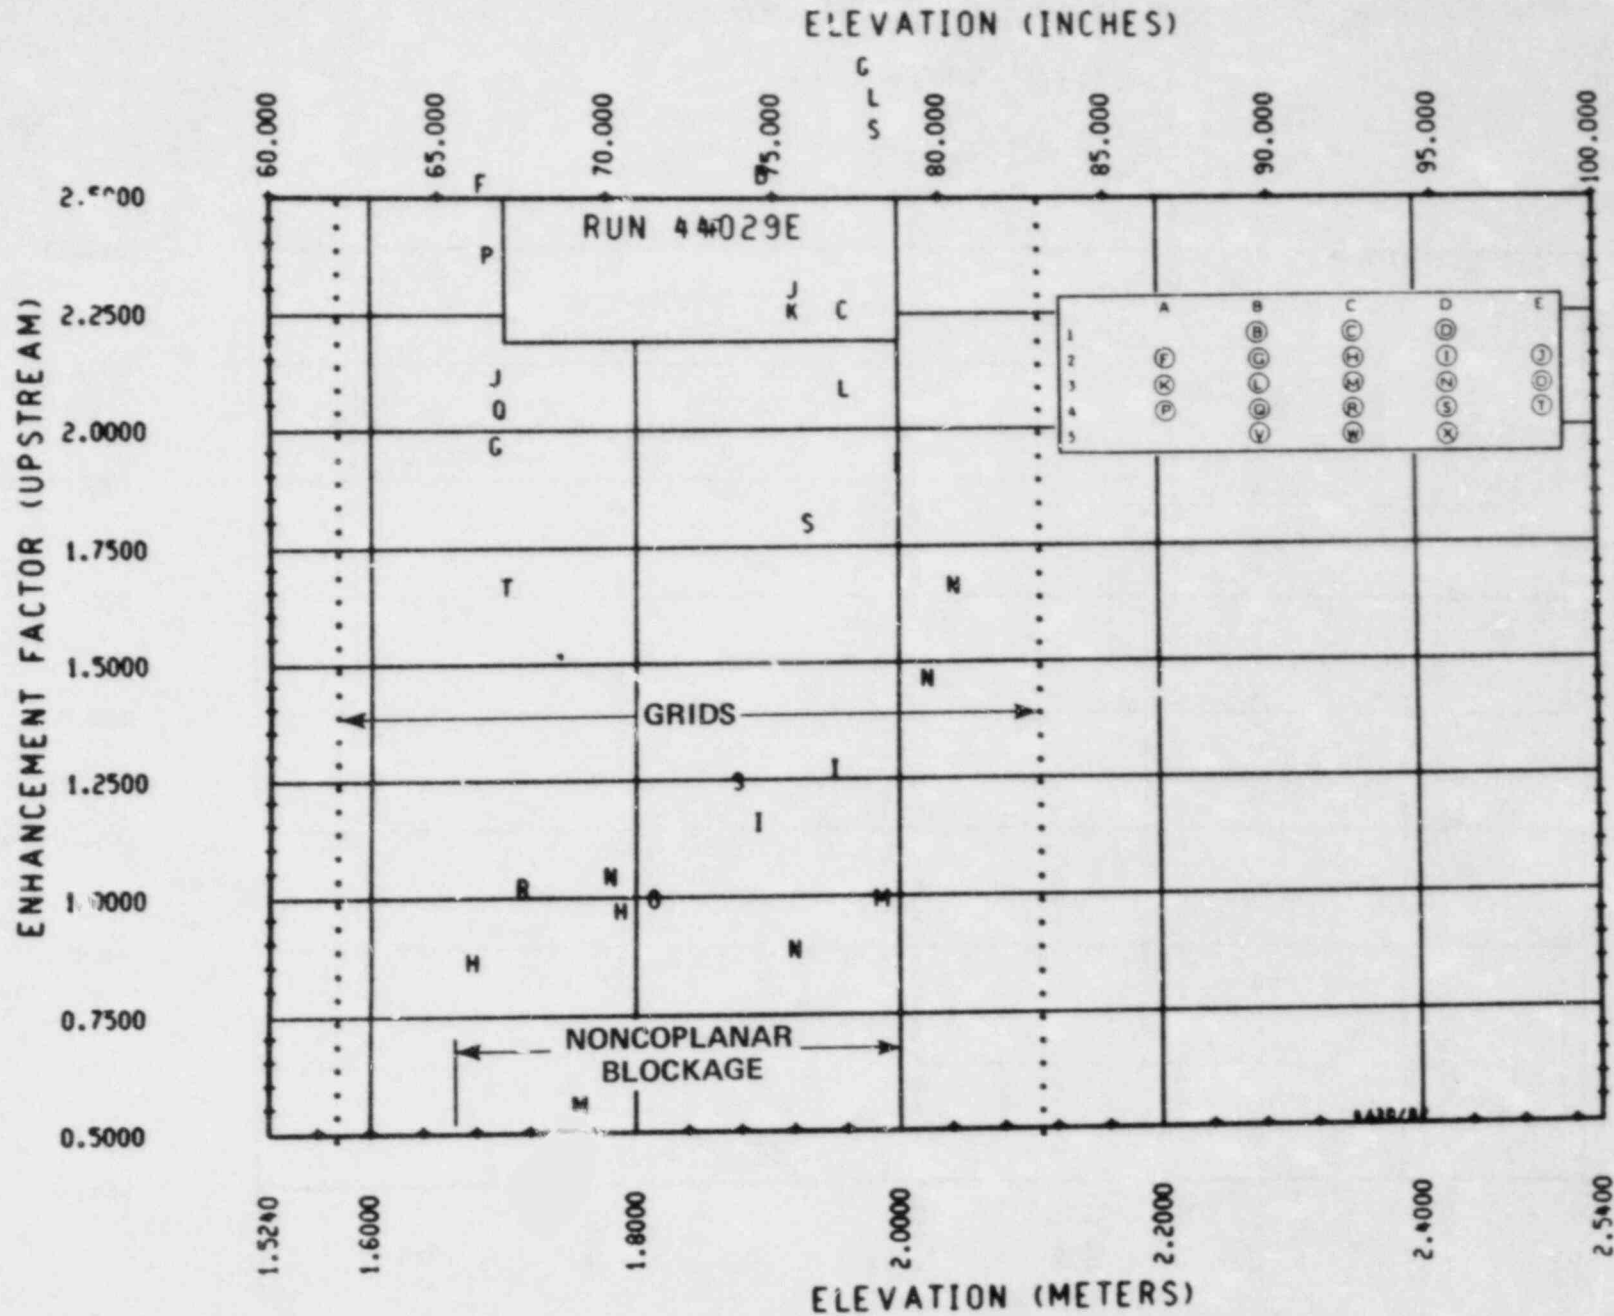 ELEVATION (INCHES)
G
L
S
60.000 65.000 70.000 75.000 80.000 85.000 90.000 95.000 100.000
F
RUN 44029E
P
J
K C
J
L
Q
G
S
T
N
N
GRIDS
S
I
I
R
N
H
M
N
H
NONCOPLANAR
BLOCKAGE
M
A B C D E
1 B C D
2 F G H I J
3 K L M N O
4 P Q R S T
5 V W X
ENHANCEMENT FACTOR (UPSTREAM)
2.2500
2.0000
1.7500
1.5000
1.2500
0.7500
0.5000
1.5240 1.6000 1.8000 2.0000 2.2000 2.4000 2.5400
ELEVATION (METERS)